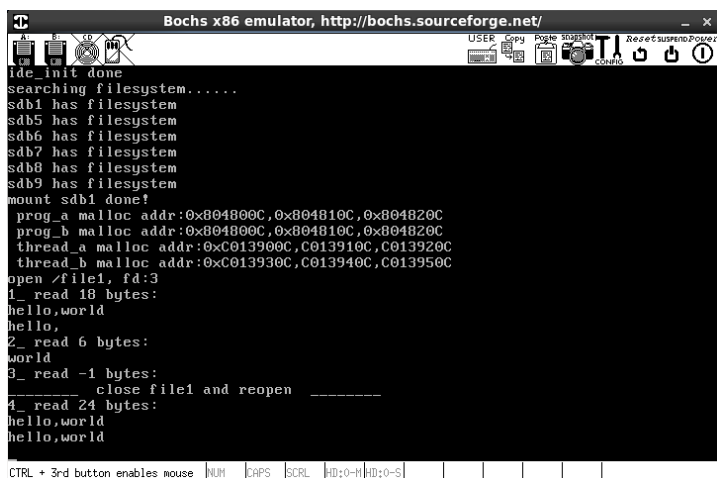 Bochs x86 emulator, http://bochs.sourceforge.net/
A: B: CD USER Copy Paste snapshot CONFIG Reset SUSPEND Power
ide_init done
searching filesystem......
sdb1 has filesystem
sdb5 has filesystem
sdb6 has filesystem
sdb7 has filesystem
sdb8 has filesystem
sdb9 has filesystem
mount sdb1 done!
prog_a malloc addr:0x804800C,0x804810C,0x804820C
prog_b malloc addr:0x804800C,0x804810C,0x804820C
thread_a malloc addr:0xC013900C,C013910C,C013920C
thread_b malloc addr:0xC013930C,C013940C,C013950C
open /file1, fd:3
1_ read 18 bytes:
hello,world
hello,
2_ read 6 bytes:
world
3_ read -1 bytes:
________ close file1 and reopen ________
4_ read 24 bytes:
hello,world
hello,world
_
CTRL + 3rd button enables mouse NUM CAPS SCRL HD:0-M HD:0-S